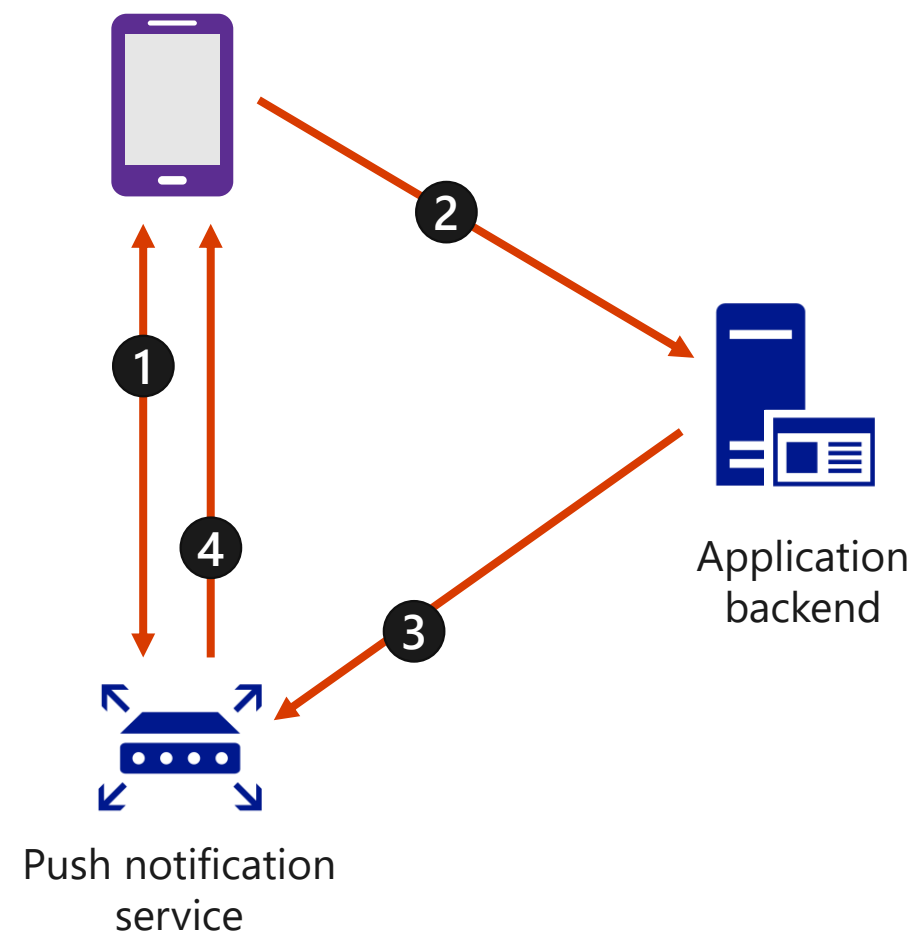 2
1
4
Application
backend
3
Push notification
service